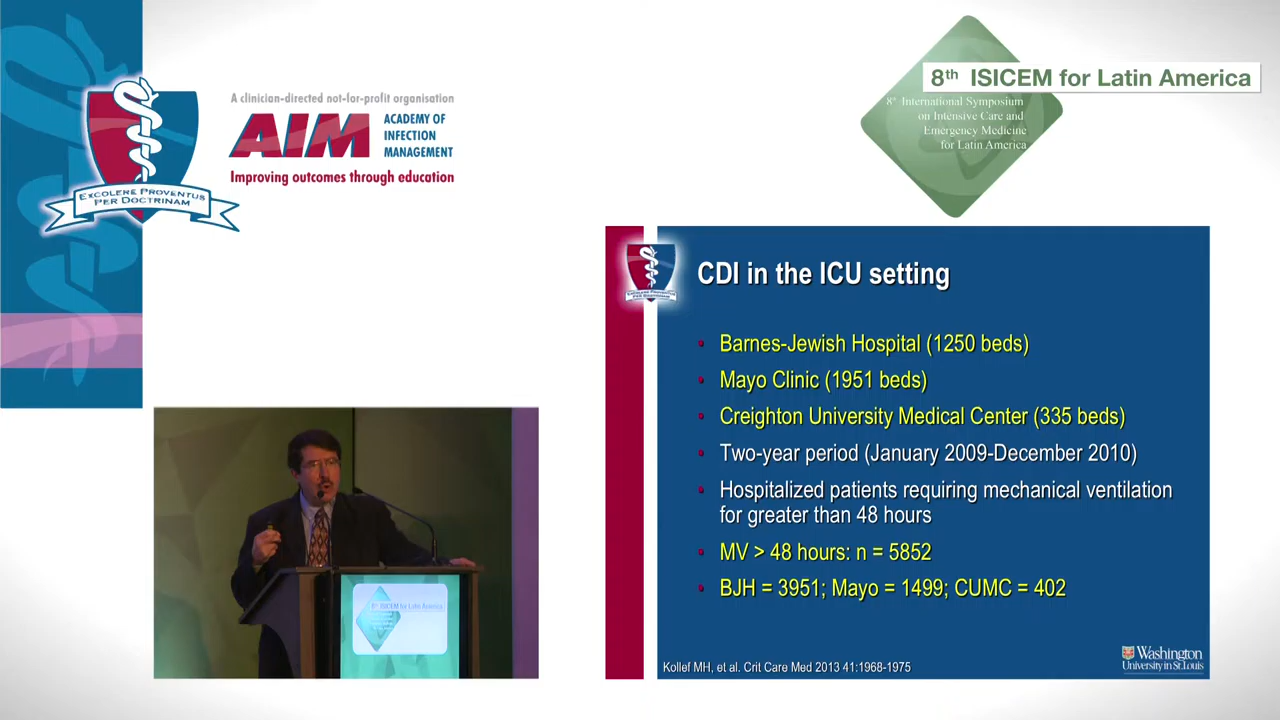 A clinician-directed not-for-profit organisation
AIM
ACADEMY OF
INFECTION
MANAGEMENT
Improving outcomes through education
EXCOLERE PROVENTUS
PER DOCTRINAM
8th ISICEM for Latin America
8th International Symposium
on Intensive Care and
Emergency Medicine
for Latin America
CDI in the ICU setting
• Barnes-Jewish Hospital (1250 beds)
• Mayo Clinic (1951 beds)
• Creighton University Medical Center (335 beds)
• Two-year period (January 2009-December 2010)
• Hospitalized patients requiring mechanical ventilation
for greater than 48 hours
• MV > 48 hours: n = 5852
• BJH = 3951; Mayo = 1499; CUMC = 402
Kollef MH, et al. Crit Care Med 2013 41:1968-1975
Washington
University in St. Louis
8th ISICEM for Latin America